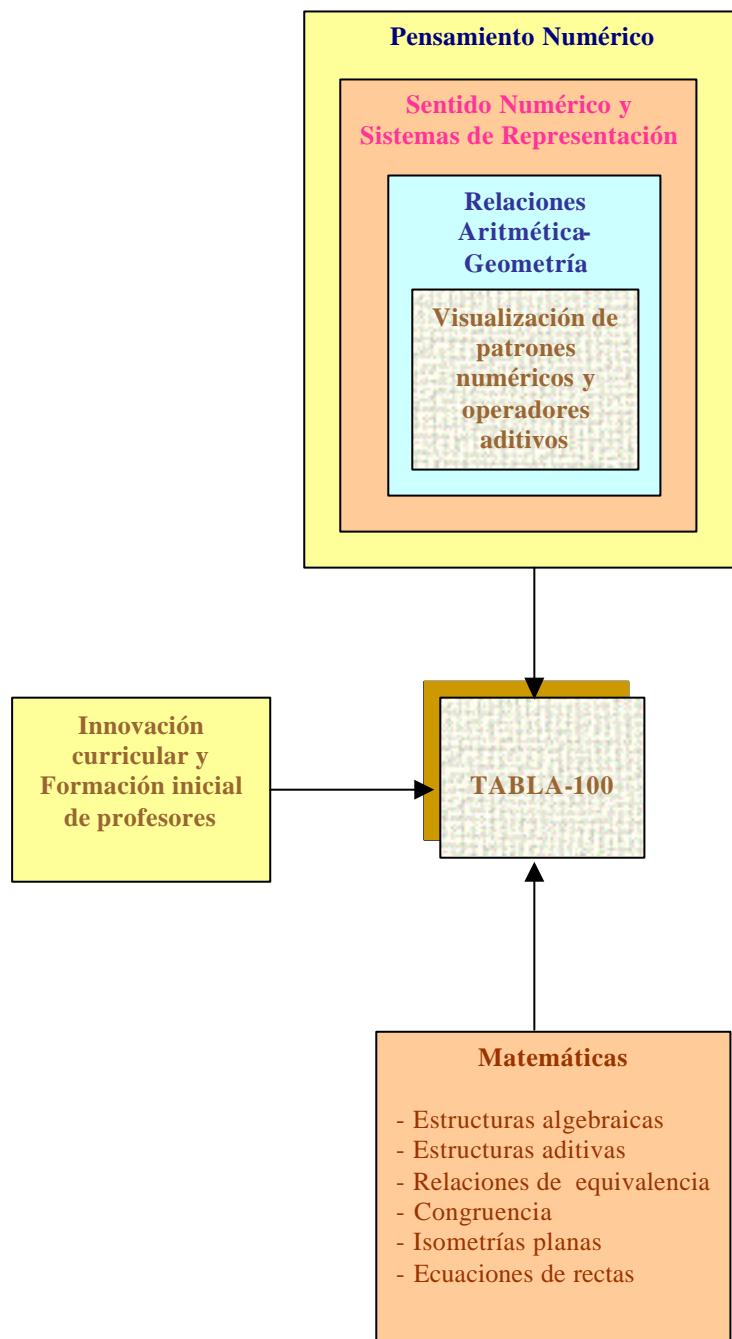 Pensamiento Numérico
Sentido Numérico y
Sistemas de Representación
Relaciones
Aritmética-
Geometría
Visualización de
patrones
numéricos y
operadores
aditivos
Innovación
curricular y
Formación inicial
de profesores
TABLA-100
Matemáticas
- Estructuras algebraicas
- Estructuras aditivas
- Relaciones de equivalencia
- Congruencia
- Isometrías planas
- Ecuaciones de rectas